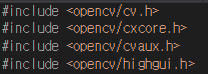 #include <opencv/cv.h>
#include <opencv/cxcore.h>
#include <opencv/cvaux.h>
#include <opencv/highgui.h>